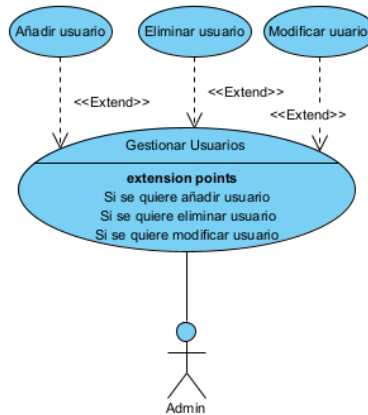 Añadir usuario
Eliminar usuario
Modificar uuario
<<Extend>>
<<Extend>>
<<Extend>>
Gestionar Usuarios
extension points
Si se quiere añadir usuario
Si se quiere eliminar usuario
Si se quiere modificar usuario
Admin